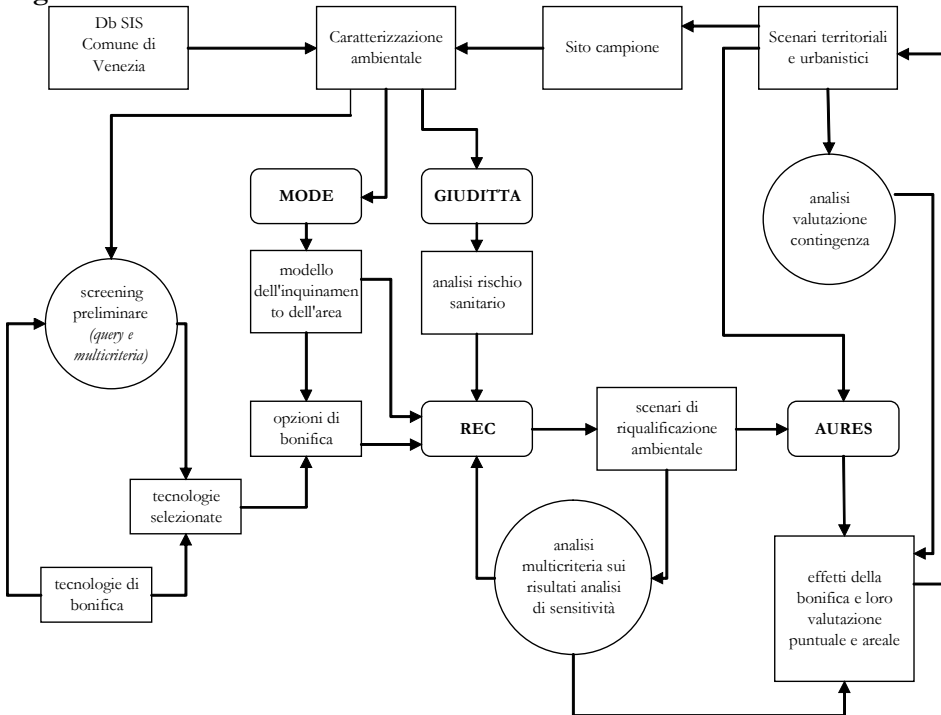 Db SIS
Comune di
Venezia
Caratterizzazione
ambientale
Sito campione
Scenari territoriali
e urbanistici
MODE
GIUDITTA
analisi
valutazione
contingenza
modello
dell'inquinamen
to dell'area
analisi rischio
sanitario
screening
preliminare
(query e
multicriteria)
opzioni di
bonifica
REC
scenari di
riqualificazione
ambientale
AURES
tecnologie
selezionate
analisi
multicriteria sui
risultati analisi
di sensitività
tecnologie di
bonifica
effetti della
bonifica e loro
valutazione
puntuale e areale